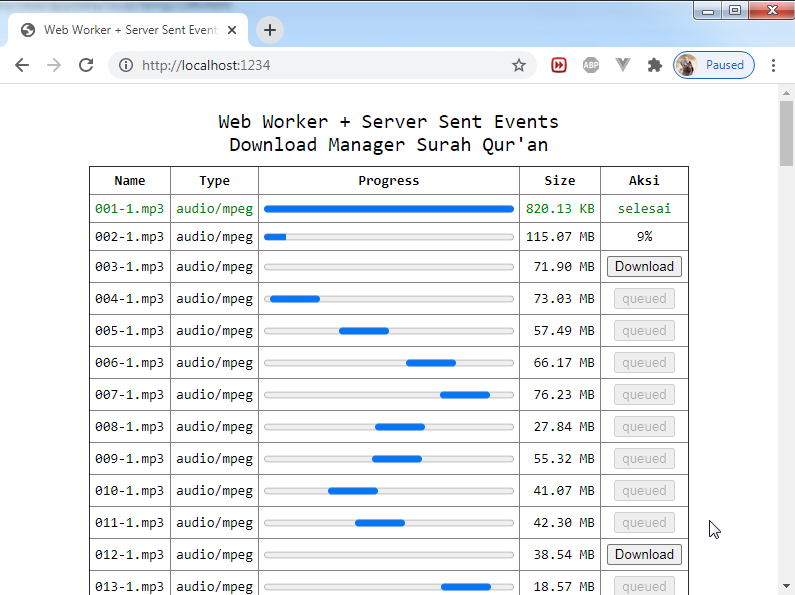 Web Worker + Server Sent Events
http://localhost:1234
ABP
Paused
Web Worker + Server Sent Events
Download Manager Surah Qur'an
Name Type Progress Size Aksi
001-1.mp3 audio/mpeg 820.13 KB selesai
002-1.mp3 audio/mpeg 115.07 MB 9%
003-1.mp3 audio/mpeg 71.90 MB Download
004-1.mp3 audio/mpeg 73.03 MB queued
005-1.mp3 audio/mpeg 57.49 MB queued
006-1.mp3 audio/mpeg 66.17 MB queued
007-1.mp3 audio/mpeg 76.23 MB queued
008-1.mp3 audio/mpeg 27.84 MB queued
009-1.mp3 audio/mpeg 55.32 MB queued
010-1.mp3 audio/mpeg 41.07 MB queued
011-1.mp3 audio/mpeg 42.30 MB queued
012-1.mp3 audio/mpeg 38.54 MB Download
013-1.mp3 audio/mpeg 18.57 MB queued